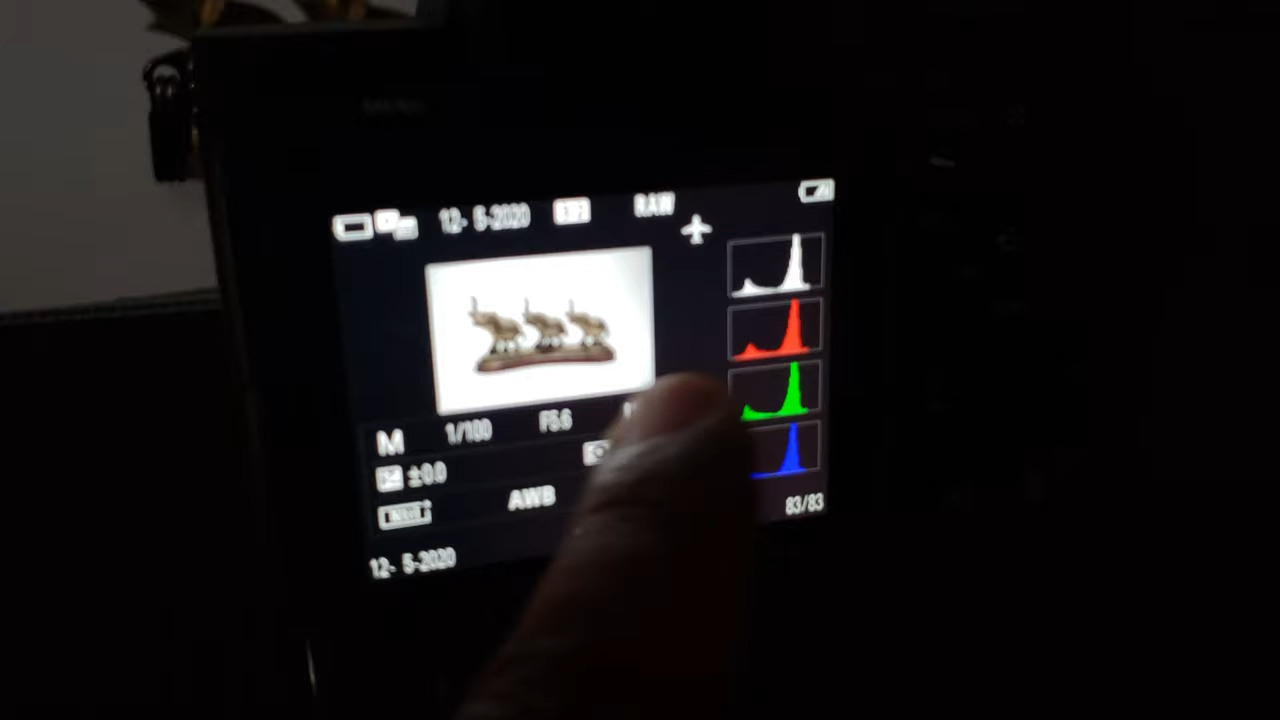 12- 5-2020 RAW
M 1/100 F5.6
±0.0
AWB
83/83
12- 5-2020